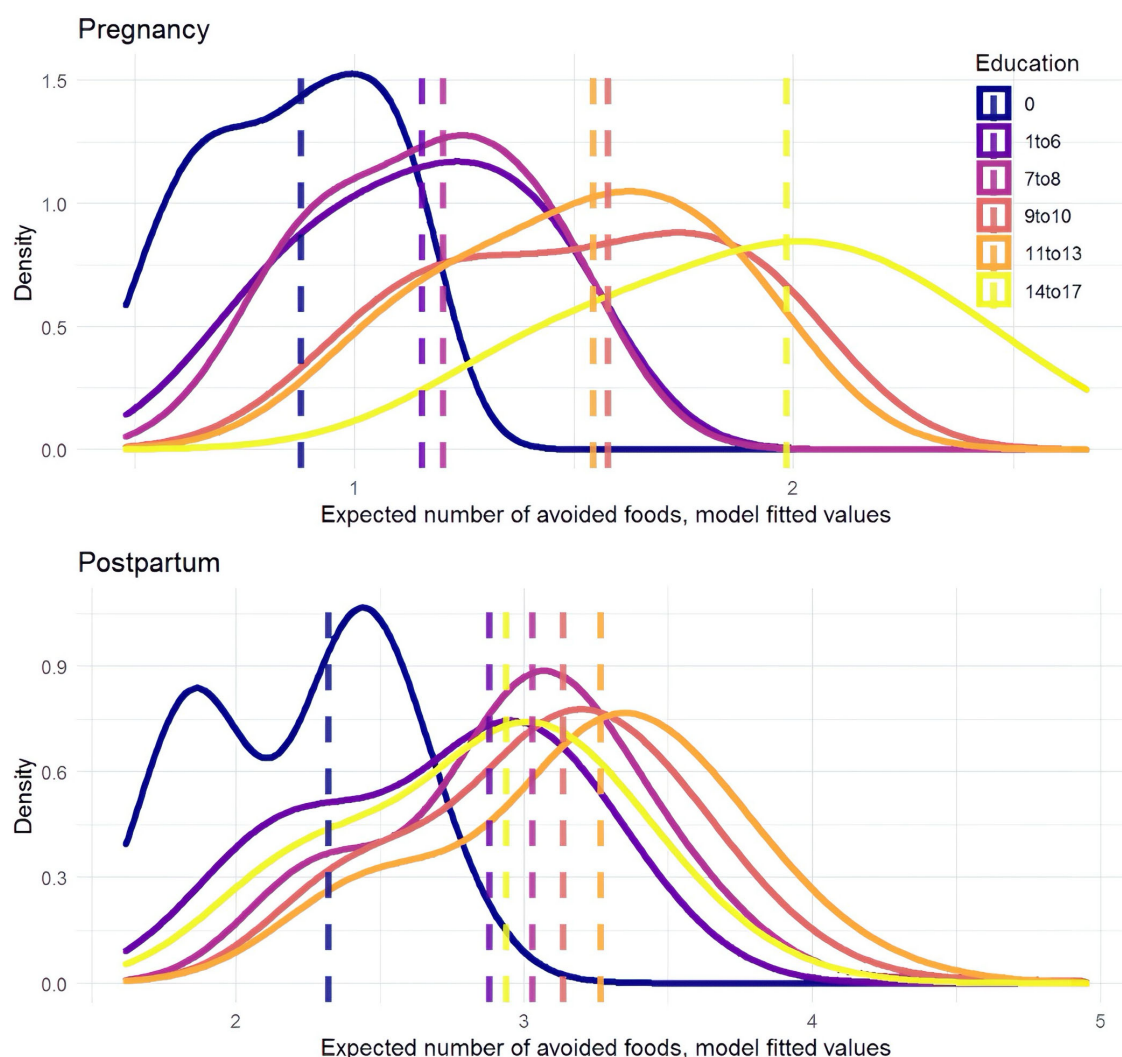 Pregnancy
Education
0
1to6
7to8
9to10
11to13
14to17
Density
1.5
1.0
0.5
0.0
1
2
Expected number of avoided foods, model fitted values
Postpartum
Density
0.9
0.6
0.3
0.0
2
3
4
5
Expected number of avoided foods, model fitted values